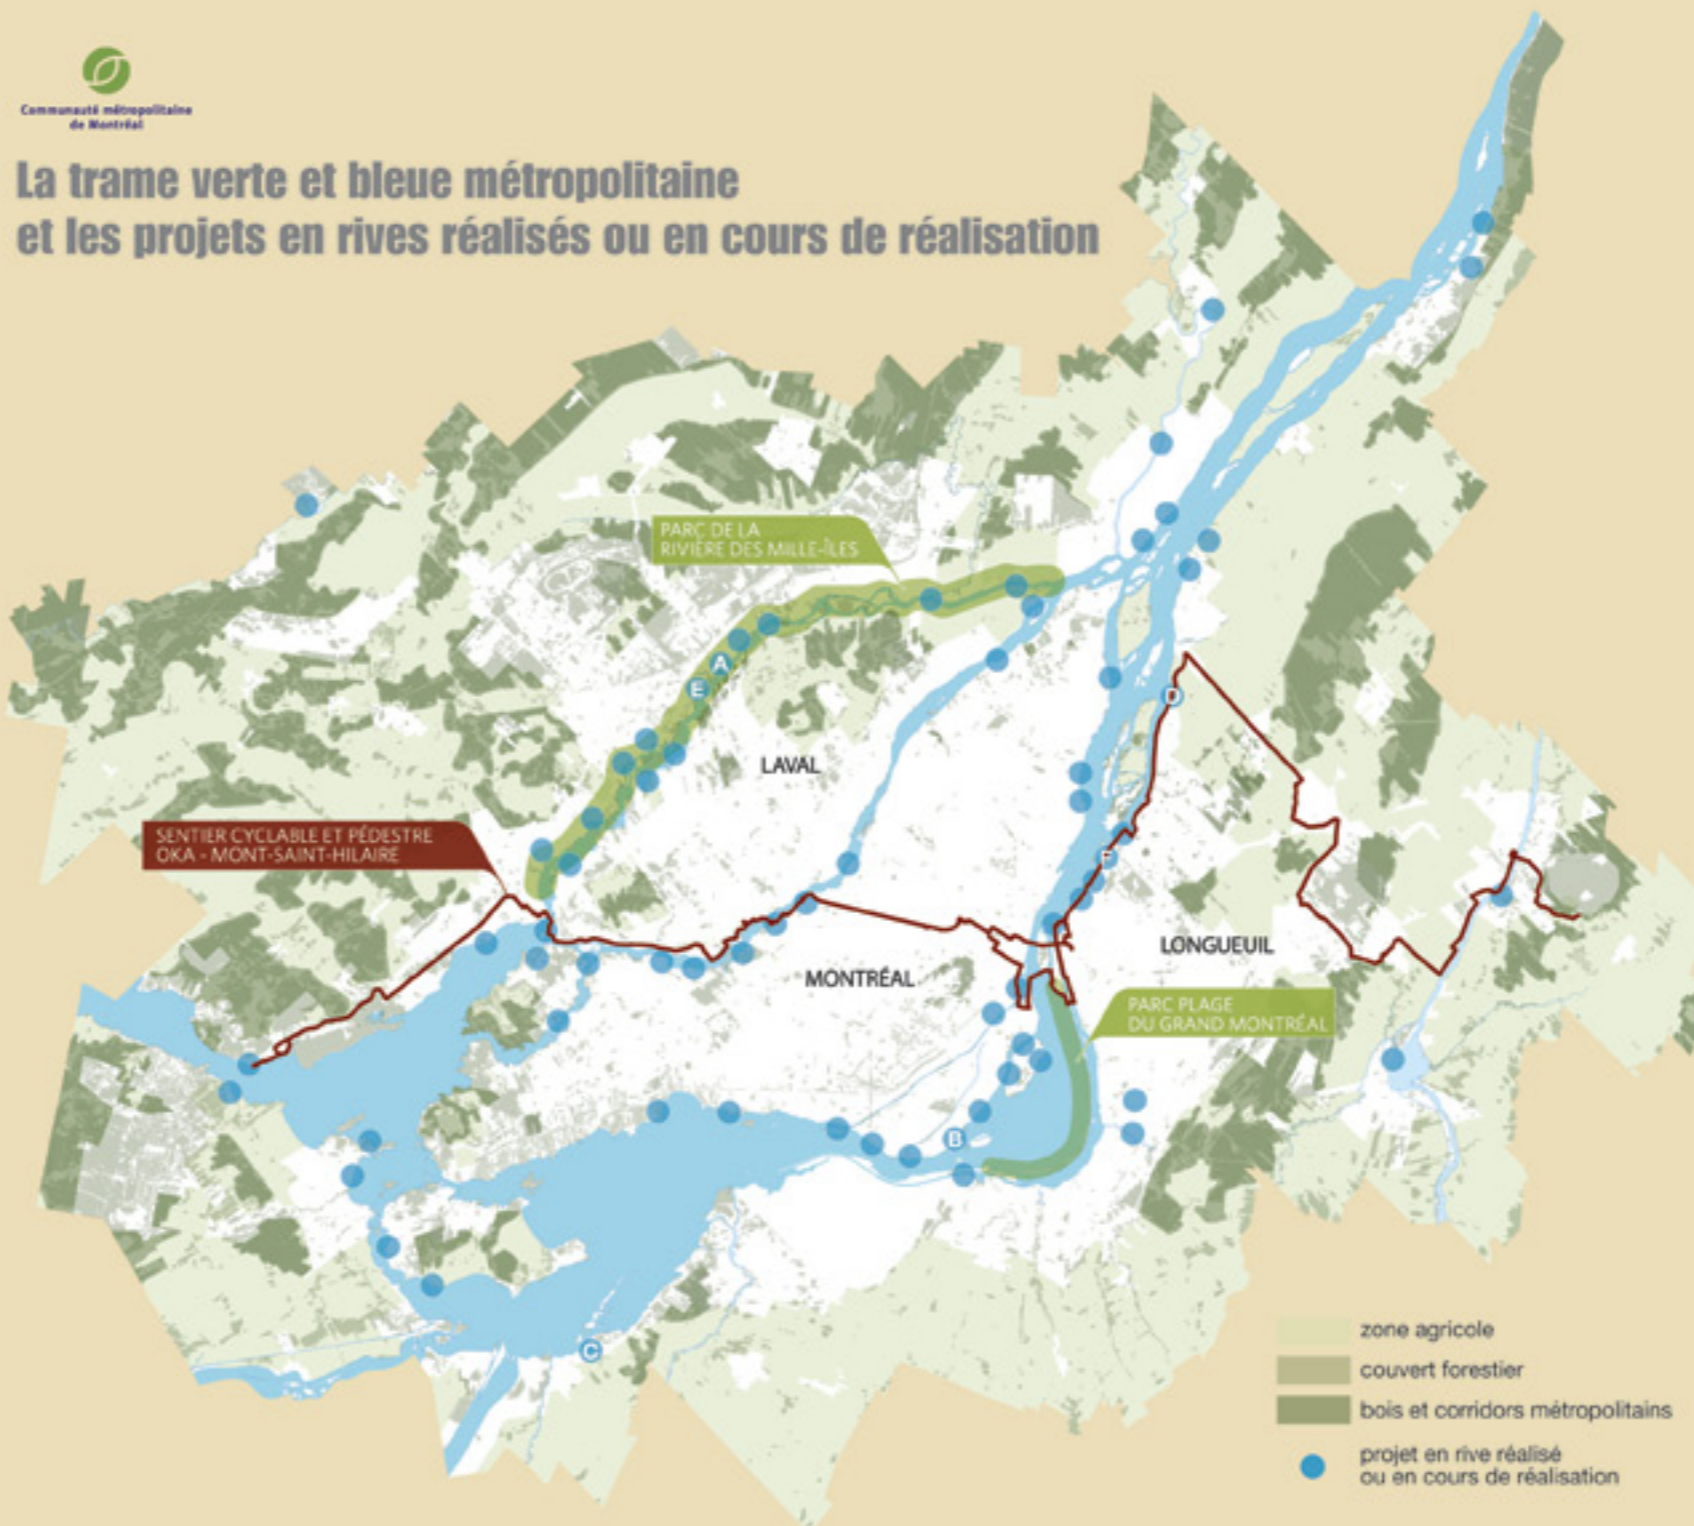 Communauté métropolitaine
de Montréal
La trame verte et bleue métropolitaine
et les projets en rives réalisés ou en cours de réalisation
PARC DE LA
RIVIÈRE DES MILLE-ÎLES
A
E
D
LAVAL
SENTIER CYCLABLE ET PÉDESTRE
OKA - MONT-SAINT-HILAIRE
F
LONGUEUIL
MONTRÉAL
PARC PLAGE
DU GRAND MONTRÉAL
B
C
zone agricole
couvert forestier
bois et corridors métropolitains
projet en rive réalisé
ou en cours de réalisation